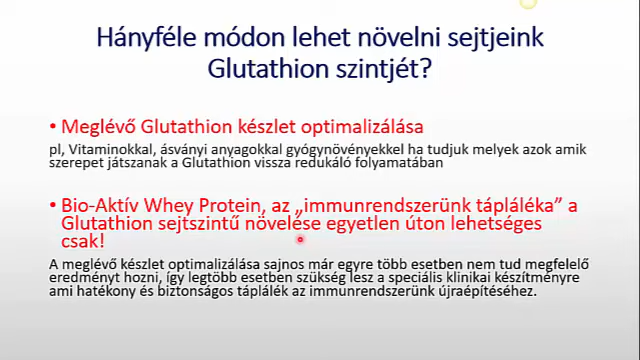 Hányféle módon lehet növelni sejtjeink
Glutathion szintjét?
• Meglévő Glutathion készlet optimalizálása
pl, Vitaminokkal, ásványi anyagokkal gyógynövényekkel ha tudjuk melyek azok amik
szerepet játszanak a Glutathion vissza redukáló folyamatában
• Bio-Aktív Whey Protein, az „immunrendszerünk tápláléka” a
Glutathion sejtszintű növelése egyetlen úton lehetséges
csak!
A meglévő készlet optimalizálása sajnos már egyre több esetben nem tud megfelelő
eredményt hozni, így legtöbb esetben szükség lesz a speciális klinikai készítményre
ami hatékony és biztonságos táplálék az immunrendszerünk újraépítéséhez.